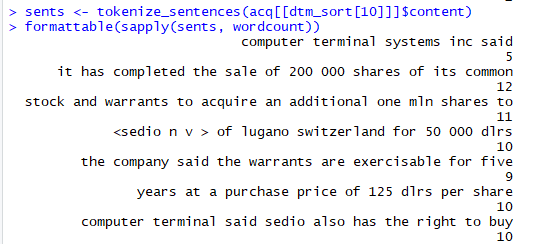 > sents <- tokenize_sentences(acq[[dtm_sort[10]]]$content)
> formattable(sapply(sents, wordcount))
computer terminal systems inc said
5
it has completed the sale of 200 000 shares of its common
12
stock and warrants to acquire an additional one mln shares to
11
<sedio n v > of lugano switzerland for 50 000 dlrs
10
the company said the warrants are exercisable for five
9
years at a purchase price of 125 dlrs per share
10
computer terminal said sedio also has the right to buy
10